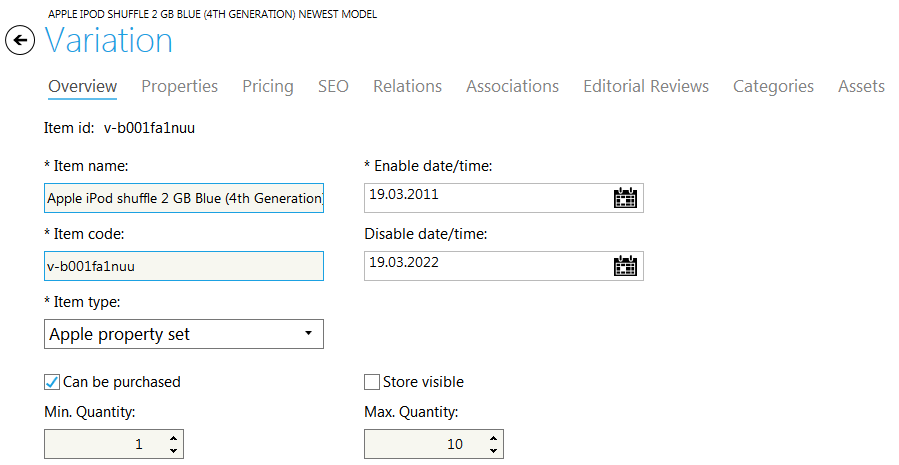 APPLE IPOD SHUFFLE 2 GB BLUE (4TH GENERATION) NEWEST MODEL
Variation
Overview Properties Pricing SEO Relations Associations Editorial Reviews Categories Assets
Item id: v-b001fa1nuu
* Item name: * Enable date/time:
Apple iPod shuffle 2 GB Blue (4th Generation) 19.03.2011
* Item code: Disable date/time:
v-b001fa1nuu 19.03.2022
* Item type:
Apple property set
Can be purchased Store visible
Min. Quantity: Max. Quantity:
1 10